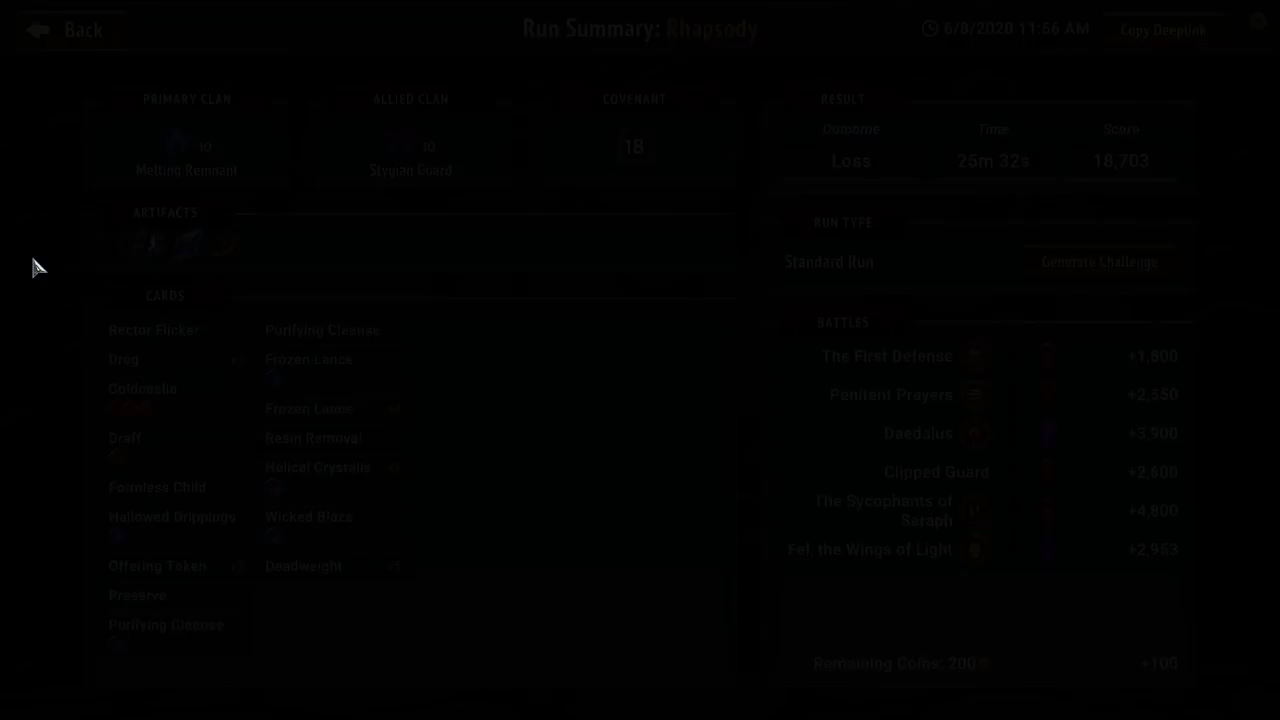 Back
Run Summary: Rhapsody
6/8/2020 11:56 AM
Copy Deeplink
PRIMARY CLAN
ALLIED CLAN
COVENANT
10
10
18
Melting Remnant
Stygian Guard
ARTIFACTS
CARDS
Rector Flicker
Dreg
Goldenshe
Draff
Formless Child
Hallowed Drippings
Offering Token
Preserve
Purifying Cleanse
Purifying Cleanse
Frozen Lance
Frozen Lance
Resin Removal
Helical Crystalis
Wicked Blaze
Deadweight
RESULT
Outcome
Time
Score
Loss
25m 32s
18,703
RUN TYPE
Standard Run
Generate Challenge
BATTLES
The First Defense
+1,600
Penitent Prayers
+2,350
Daedalus
+3,900
Clipped Guard
+2,600
The Sycophants of
Seraph
+4,800
Fel, the Wings of Light
+2,953
Remaining Coins: 200
+100